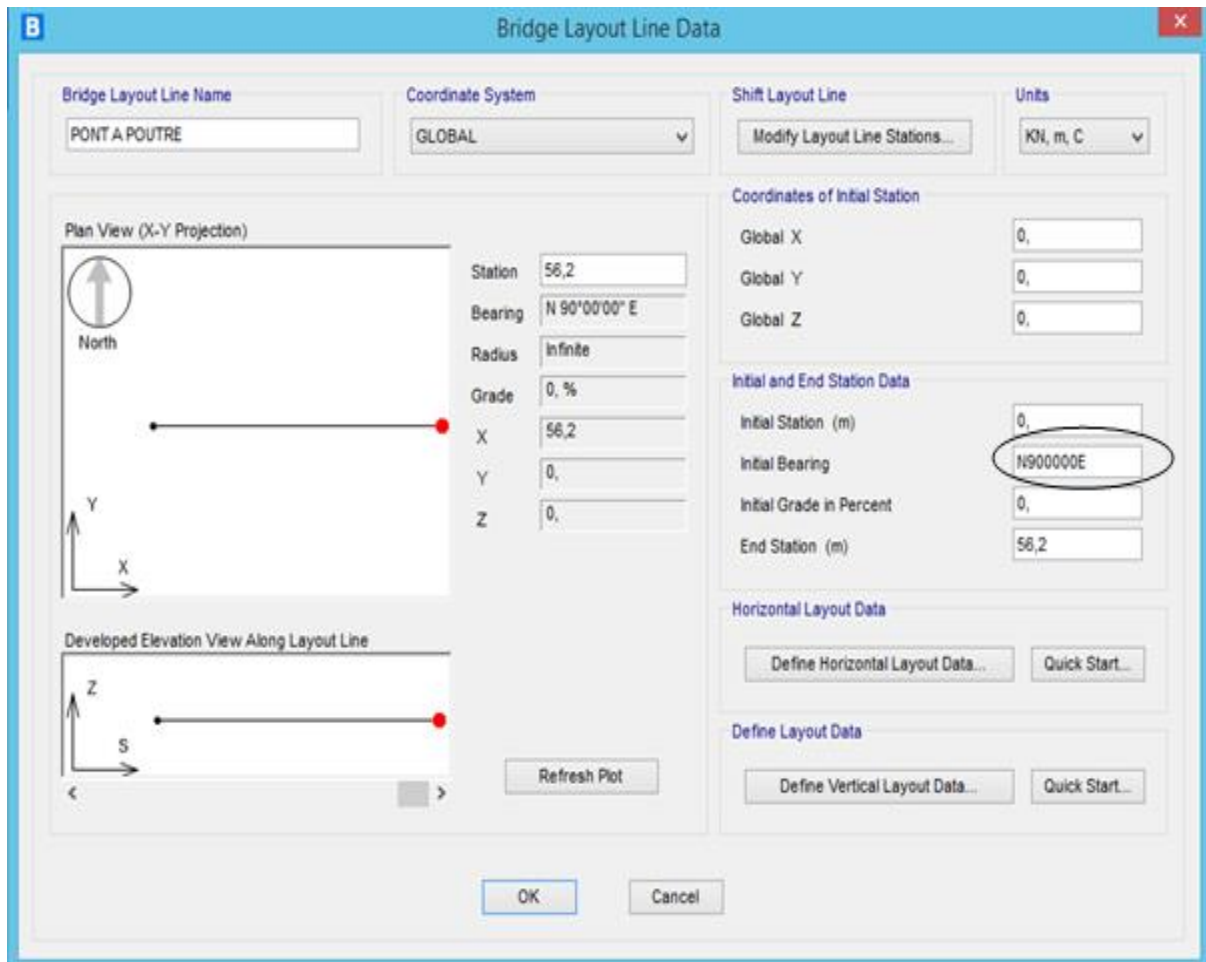 B
Bridge Layout Line Data
x
Bridge Layout Line Name
PONT A POUTRE
Coordinate System
GLOBAL
Shift Layout Line
Modify Layout Line Stations...
Units
KN, m, C
Plan View (X-Y Projection)
North
Y
X
Station 56,2
Bearing N 90°00'00" E
Radius Infinite
Grade 0, %
X 56,2
Y 0,
Z 0,
Coordinates of Initial Station
Global X 0,
Global Y 0,
Global Z 0,
Initial and End Station Data
Initial Station (m) 0,
Initial Bearing N900000E
Initial Grade in Percent 0,
End Station (m) 56,2
Developed Elevation View Along Layout Line
Z
S
Refresh Plot
Horizontal Layout Data
Define Horizontal Layout Data... Quick Start...
Define Layout Data
Define Vertical Layout Data... Quick Start...
OK Cancel